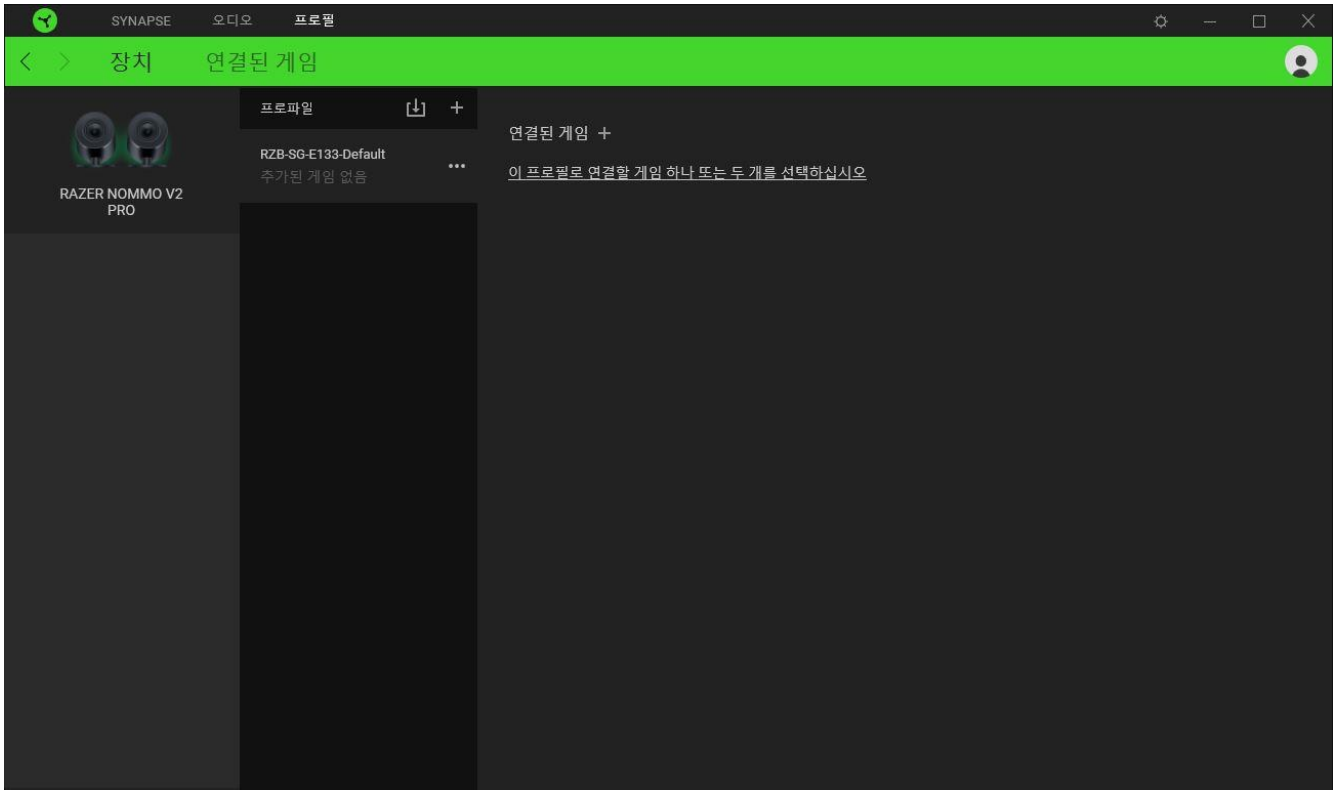 SYNAPSE 오디오 프로필
장치 연결된 게임
RAZER NOMMO V2
PRO
프로파일
RZB-SG-E133-Default
추가된 게임 없음
연결된 게임 +
이 프로필로 연결할 게임 하나 또는 두 개를 선택하십시오